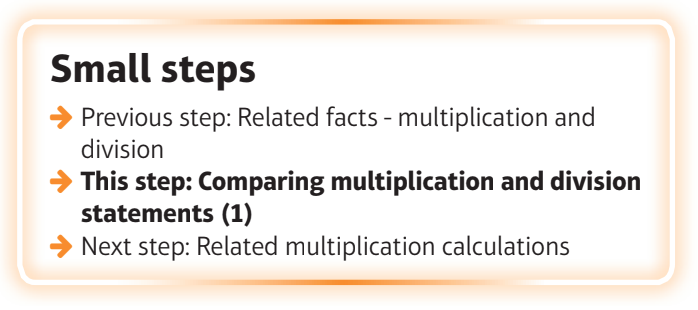 Small steps
Previous step: Related facts - multiplication and
division
This step: Comparing multiplication and division
statements (1)
Next step: Related multiplication calculations